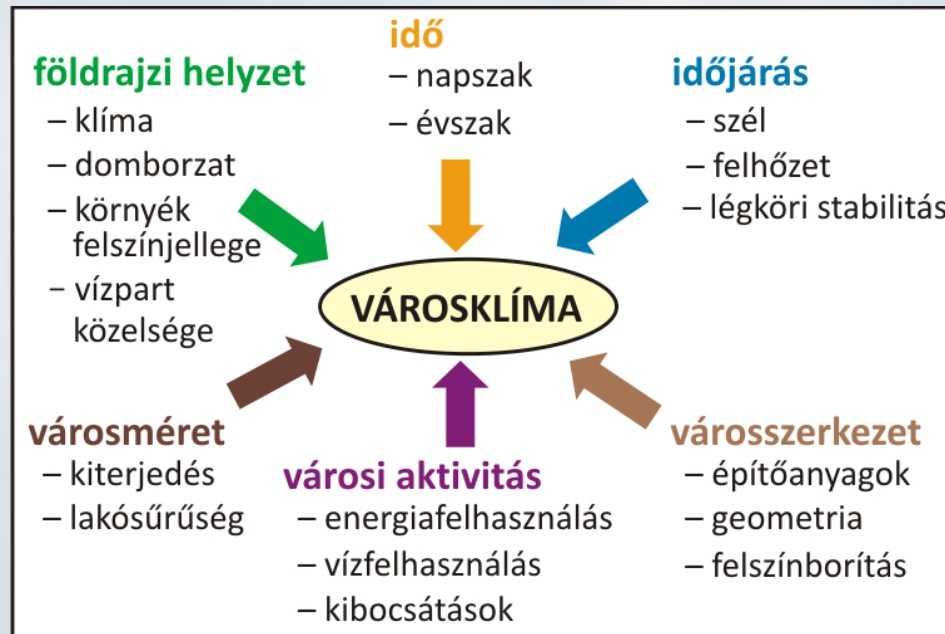 földrajzi helyzet
– klíma
– domborzat
– környék
felszínjellege
– vízpart
közelsége
idő
– napszak
– évszak
időjárás
– szél
– felhőzet
– légköri stabilitás
VÁROSKLÍMA
városméret
– kiterjedés
– lakósűrűség
városi aktivitás
– energiafelhasználás
– vízfelhasználás
– kibocsátások
városszerkezet
– építőanyagok
– geometria
– felszínborítás